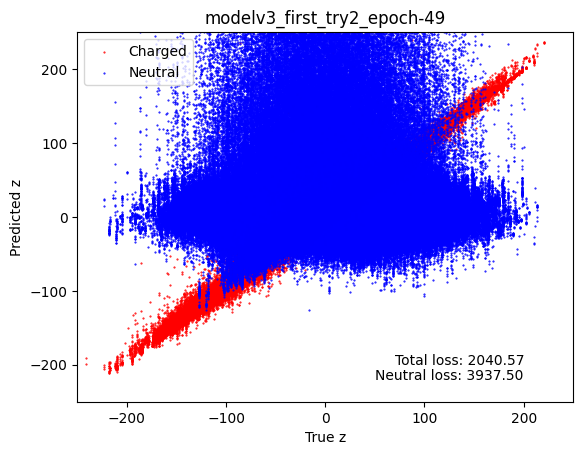 modelv3_first_try2_epoch-49
Charged
Neutral
200
100
0
−100
−200
Predicted z
Total loss: 2040.57
Neutral loss: 3937.50
−200
−100
0
100
200
True z